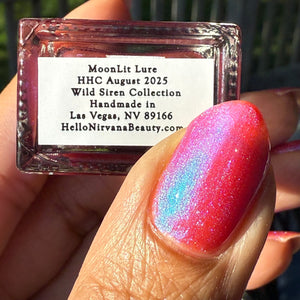 MoonLit Lure
HHC August 2025
Wild Siren Collection
Handmade in
Las Vegas, NV 89166
HelloNirvanaBeauty.com